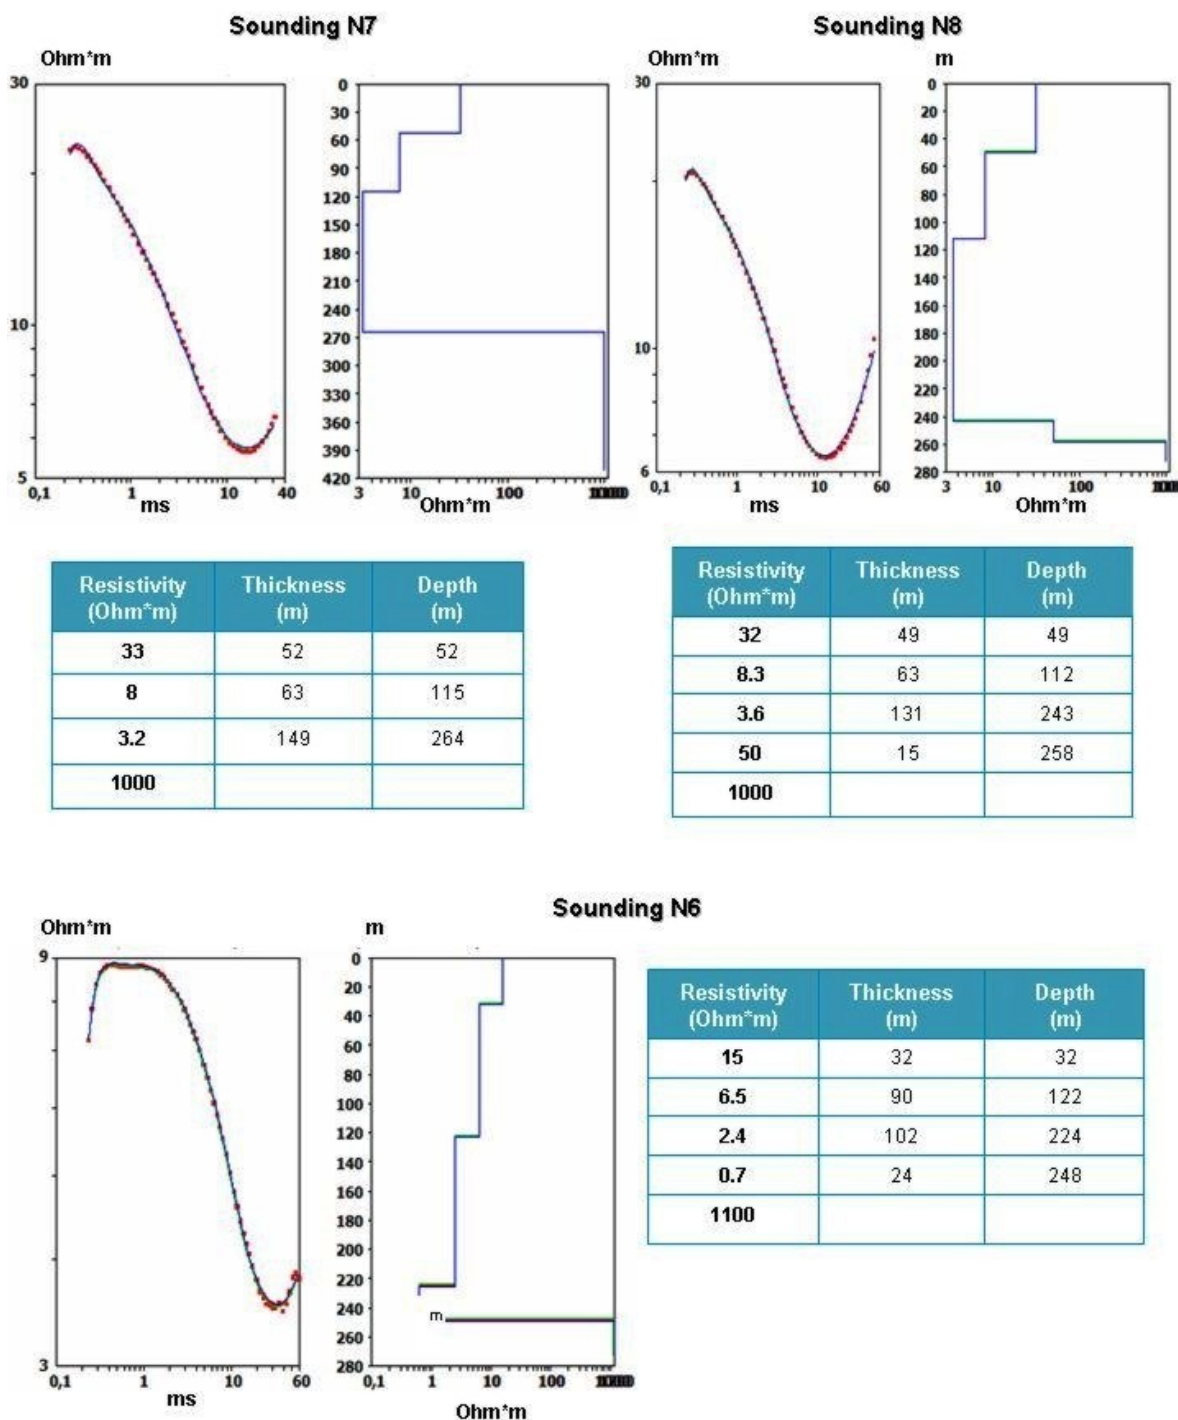 Sounding N7
Ohm*m
30
10
5
0,1 1 10 40
ms
0
30
60
90
120
150
180
210
240
270
300
330
360
390
420
3 10 100
Ohm*m
Resistivity (Ohm*m) Thickness (m) Depth (m)
33 52 52
8 63 115
3.2 149 264
1000
Sounding N8
Ohm*m
30
10
6
0,1 1 10 60
ms
m
0
20
40
60
80
100
120
140
160
180
200
220
240
260
280
3 10 100
Ohm*m
Resistivity (Ohm*m) Thickness (m) Depth (m)
32 49 49
8.3 63 112
3.6 131 243
50 15 258
1000
Sounding N6
Ohm*m
9
3
0,1 1 10 60
ms
m
0
20
40
60
80
100
120
140
160
180
200
220
240
260
280
m
0,1 1 10 100
Ohm*m
Resistivity (Ohm*m) Thickness (m) Depth (m)
15 32 32
6.5 90 122
2.4 102 224
0.7 24 248
1100